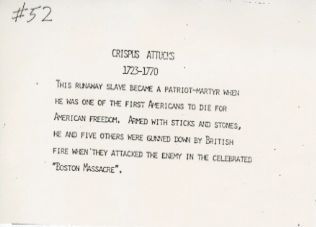 #52
CRISPUS ATTUCKS
1723-1770
THIS RUNAWAY SLAVE BECAME A PATRIOT-MARTYR WHEN
HE WAS ONE OF THE FIRST AMERICANS TO DIE FOR
AMERICAN FREEDOM. ARMED WITH STICKS AND STONES,
HE AND FIVE OTHERS WERE GUNNED DOWN BY BRITISH
FIRE WHEN THEY ATTACKED THE ENEMY IN THE CELEBRATED
"BOSTON MASSACRE".